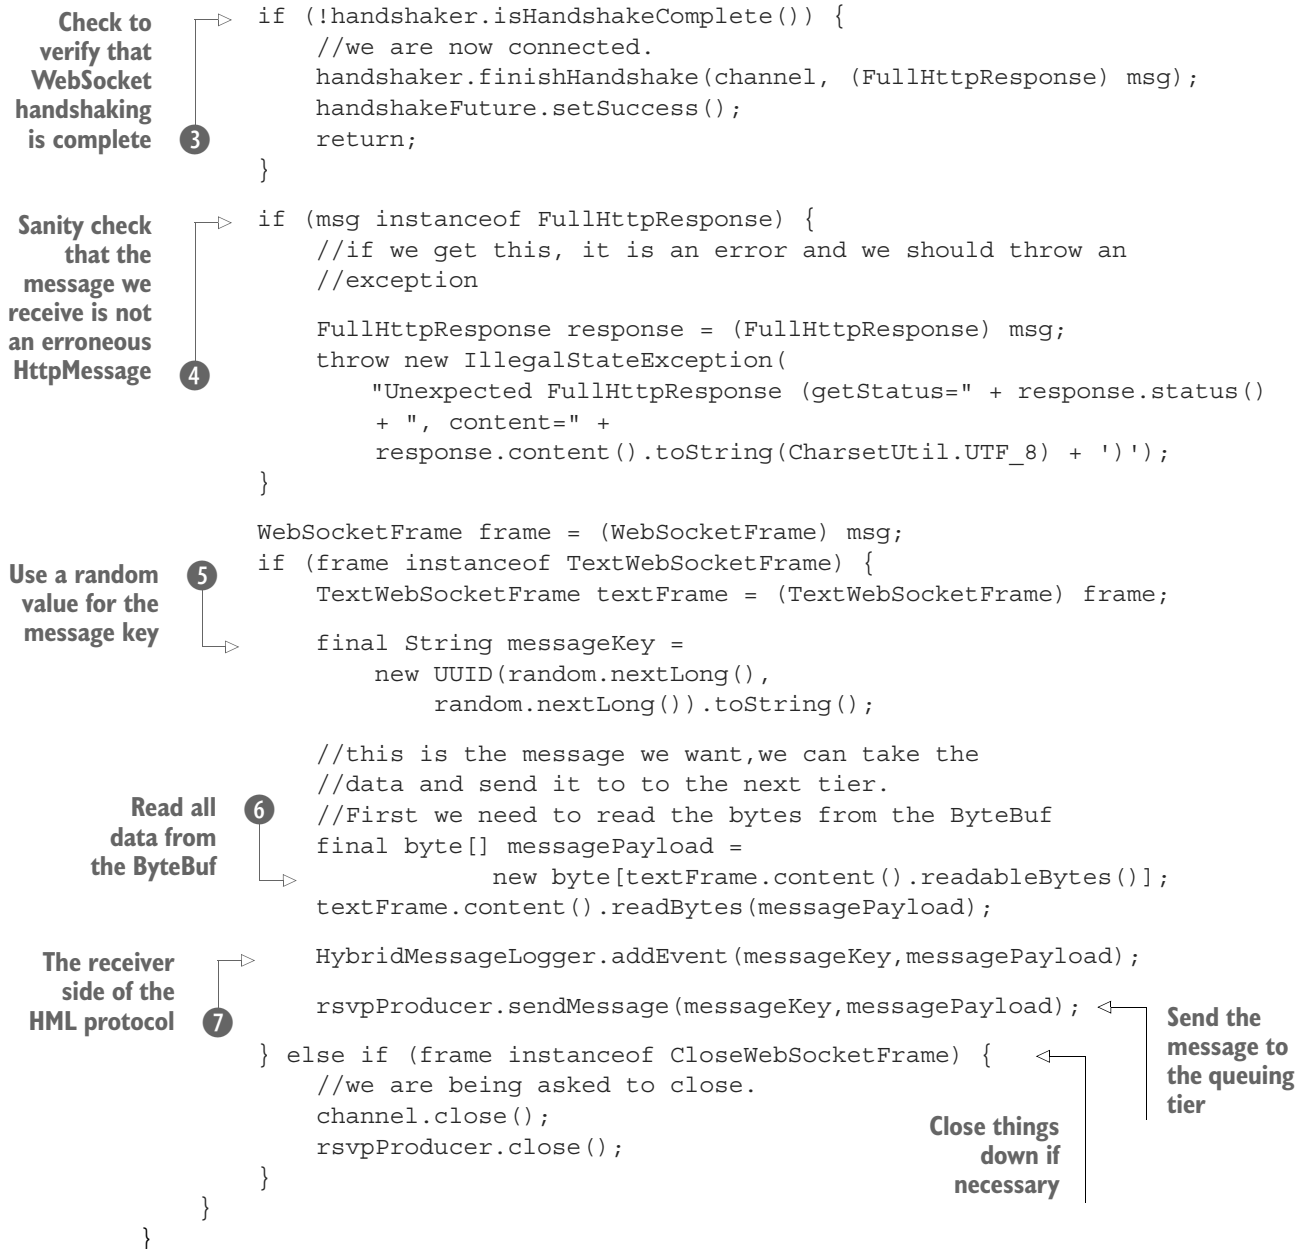 Check to
verify that
WebSocket
handshaking
is complete
3
if (!handshaker.isHandshakeComplete()) {
//we are now connected.
handshaker.finishHandshake(channel, (FullHttpResponse) msg);
handshakeFuture.setSuccess();
return;
}
Sanity check
that the
message we
receive is not
an erroneous
HttpMessage
4
if (msg instanceof FullHttpResponse) {
//if we get this, it is an error and we should throw an
//exception
FullHttpResponse response = (FullHttpResponse) msg;
throw new IllegalStateException(
"Unexpected FullHttpResponse (getStatus=" + response.status()
+ ", content=" +
response.content().toString(CharsetUtil.UTF_8) + ')');
}
WebSocketFrame frame = (WebSocketFrame) msg;
if (frame instanceof TextWebSocketFrame) {
TextWebSocketFrame textFrame = (TextWebSocketFrame) frame;
Use a random
value for the
message key
5
final String messageKey =
new UUID(random.nextLong(),
random.nextLong()).toString();
//this is the message we want,we can take the
//data and send it to to the next tier.
//First we need to read the bytes from the ByteBuf
Read all
data from
the ByteBuf
6
final byte[] messagePayload =
new byte[textFrame.content().readableBytes()];
textFrame.content().readBytes(messagePayload);
The receiver
side of the
HML protocol
7
HybridMessageLogger.addEvent(messageKey,messagePayload);
rsvpProducer.sendMessage(messageKey,messagePayload);
Send the
message to
the queuing
tier
} else if (frame instanceof CloseWebSocketFrame) {
//we are being asked to close.
channel.close();
rsvpProducer.close();
Close things
down if
necessary
}
}
}